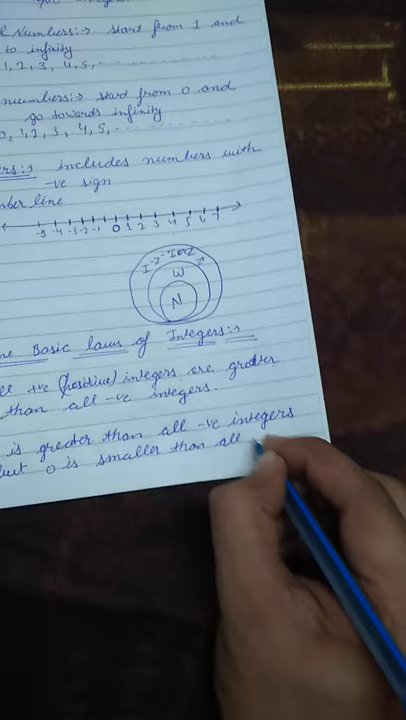 Numbers:→ start from 1 and
to infinity
1, 2, 3, 4, 5,
numbers:→ start from 0 and
go towards infinity
0, 1, 2, 3, 4, 5,
includes numbers with
-ve sign
line
-5 -4 -3 -2 -1 0 1 2 3 4 5 6 7
W
N
Basic laws of Integers:→
+ve (positive) integers are greater
than all -ve integers.
is greater than all -ve integers
but 0 is smaller than all